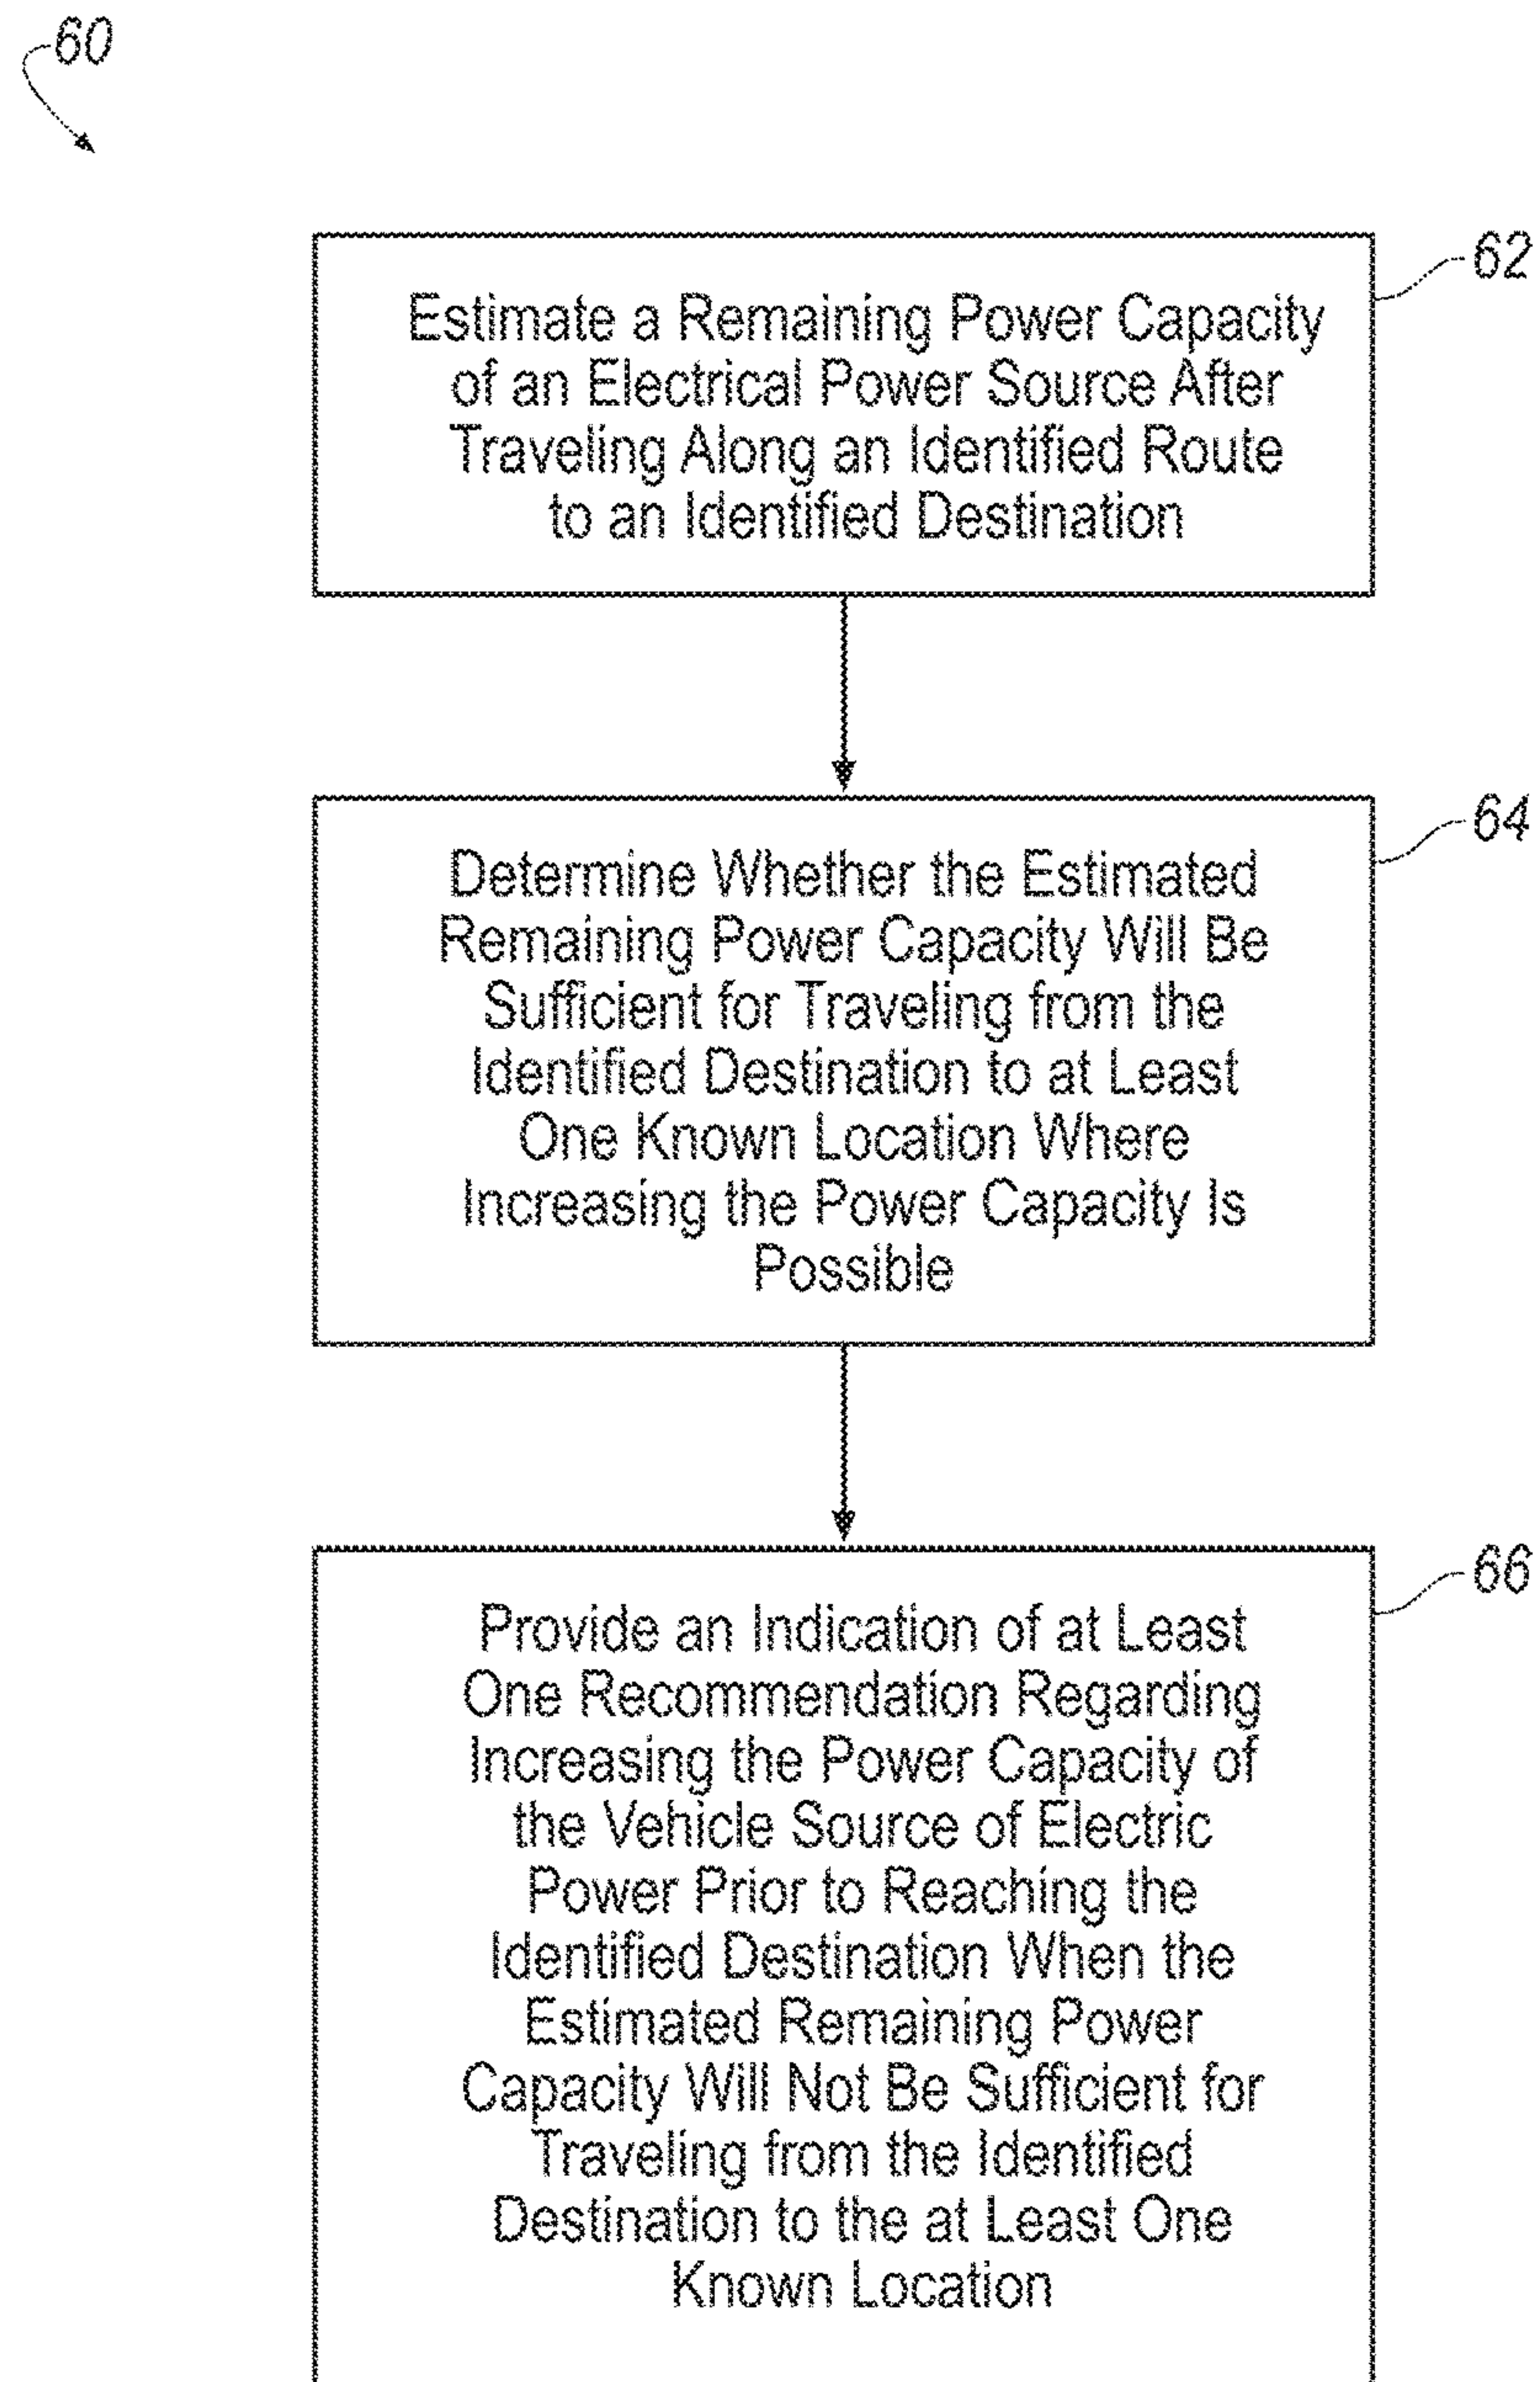 60
62
Estimate a Remaining Power Capacity
of an Electrical Power Source After
Traveling Along an Identified Route
to an Identified Destination
64
Determine Whether the Estimated
Remaining Power Capacity Will Be
Sufficient for Traveling from the
Identified Destination to at Least
One Known Location Where
Increasing the Power Capacity Is
Possible
66
Provide an Indication of at Least
One Recommendation Regarding
Increasing the Power Capacity of
the Vehicle Source of Electric
Power Prior to Reaching the
Identified Destination When the
Estimated Remaining Power
Capacity Will Not Be Sufficient for
Traveling from the Identified
Destination to the at Least One
Known Location